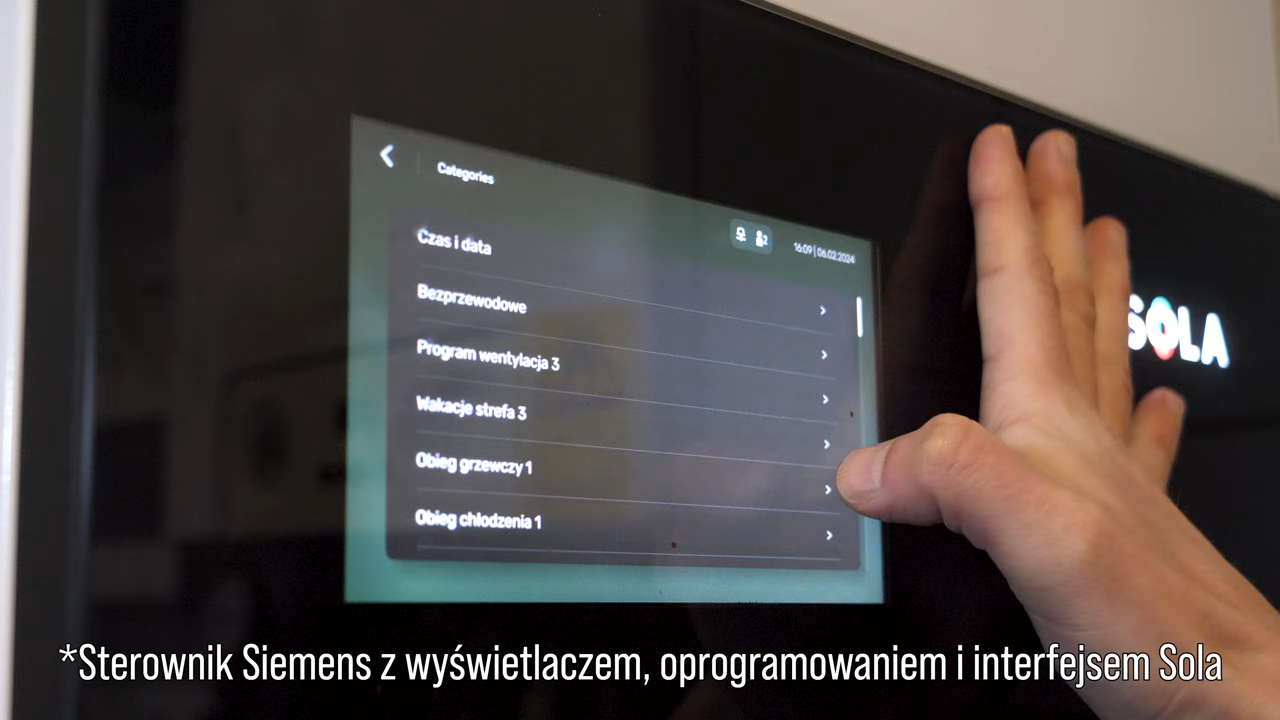 Categories
16:09 | 06.02.2024
Czas i data
Bezprzewodowe
Program wentylacja 3
Wakacje strefa 3
Obieg grzewczy 1
Obieg chłodzenia 1
SOLA
*Sterownik Siemens z wyświetlaczem, oprogramowaniem i interfejsem Sola